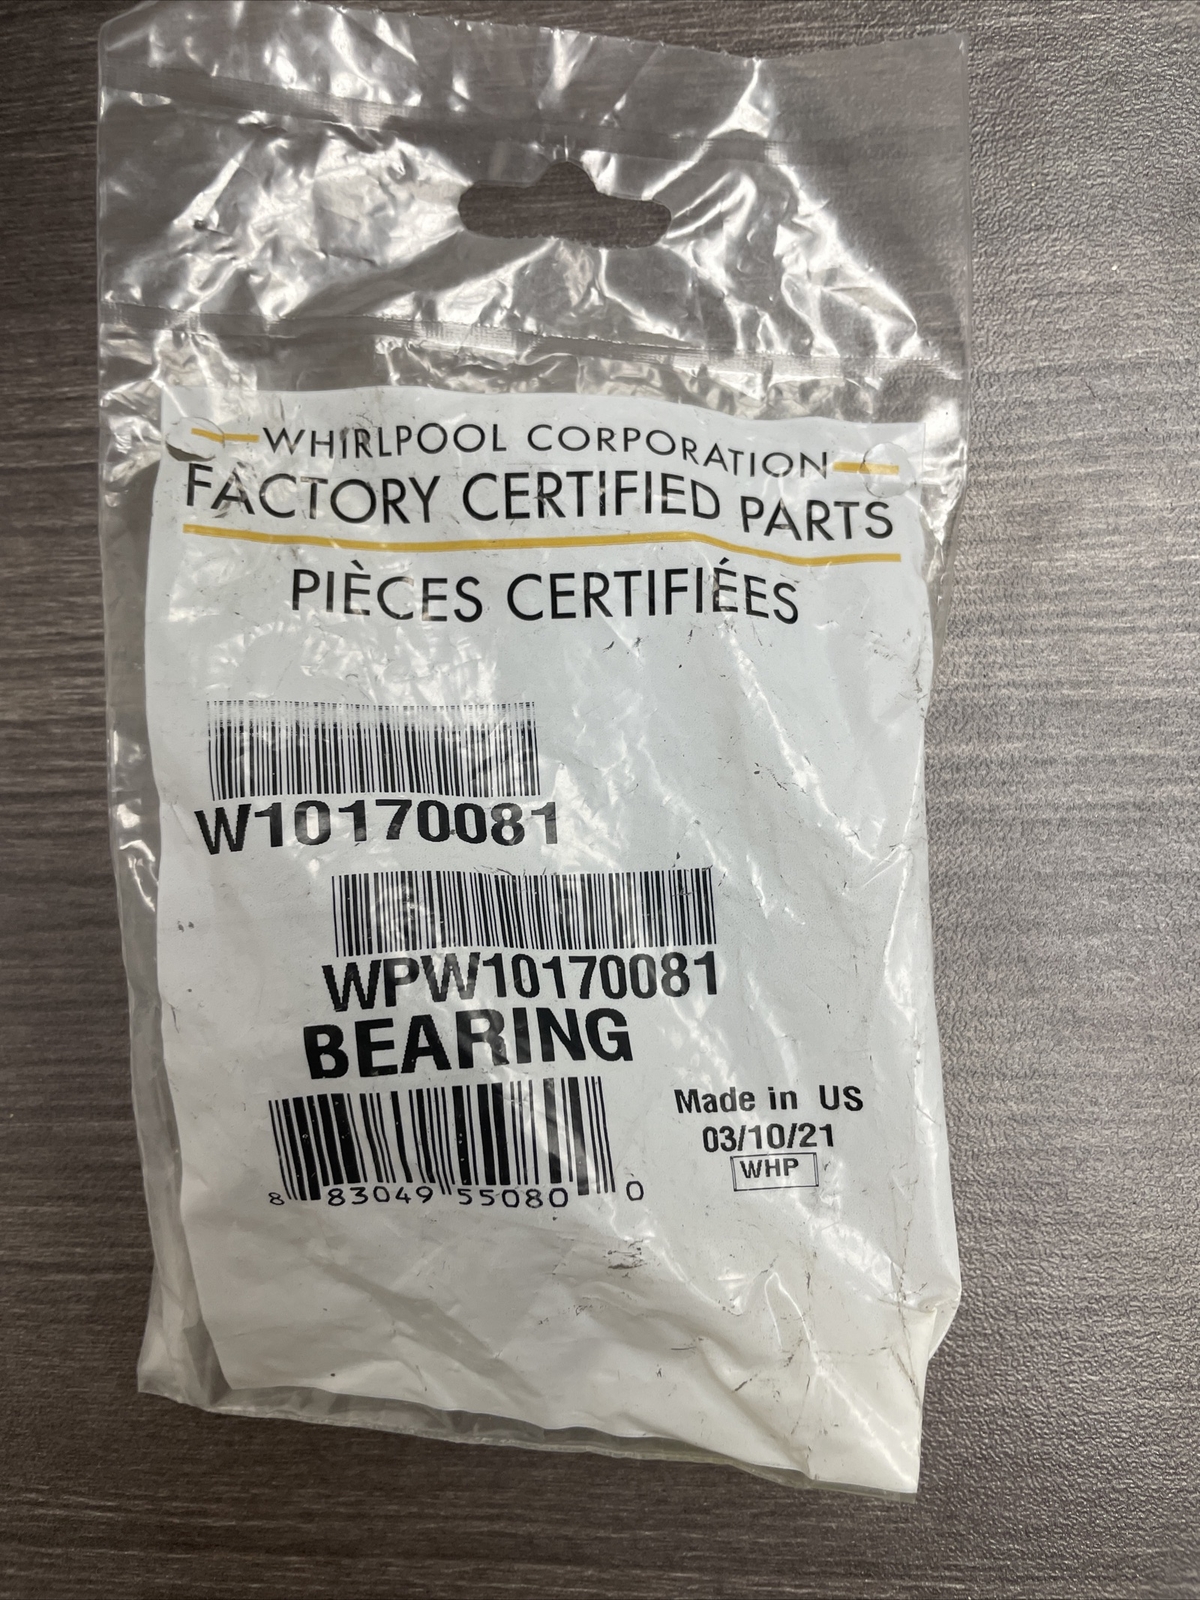 WHIRLPOOL CORPORATION
FACTORY CERTIFIED PARTS
PIÈCES CERTIFIÉES
W10170081
WPW10170081
BEARING
8 83049 55080 0
Made in US
03/10/21
WHP